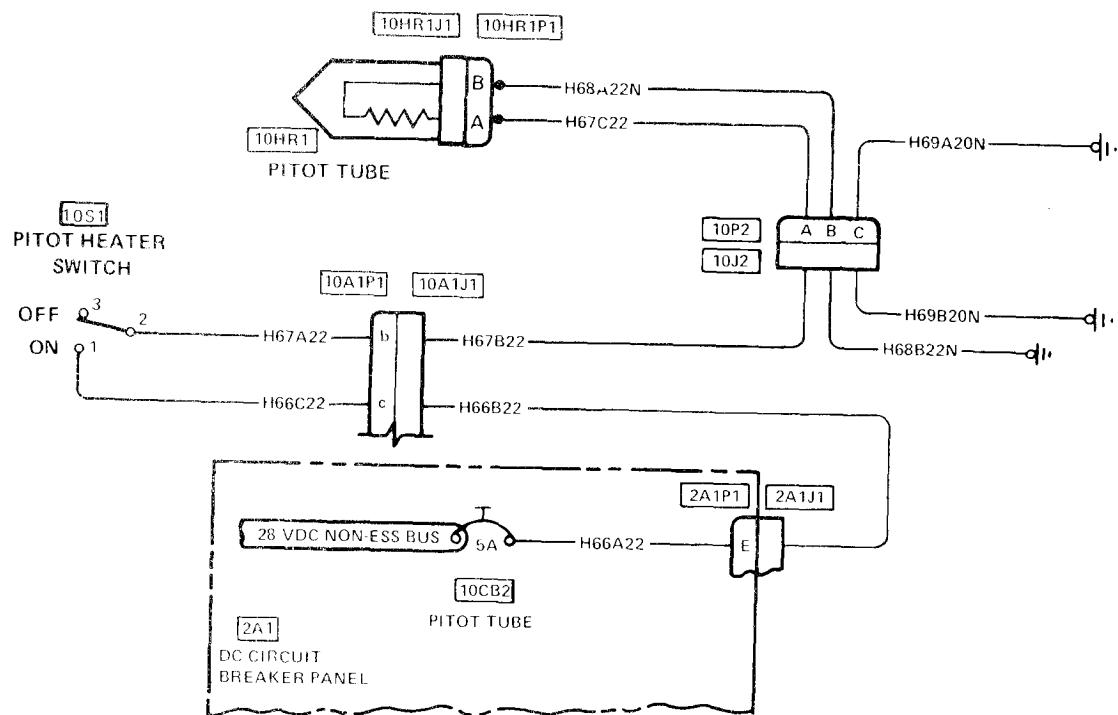 10HR1J1 10HR1P1
B
H68A22N
A
H67C22
10HR1
PITOT TUBE
H69A20N
10S1
PITOT HEATER
SWITCH
10P2
A B C
10J2
10A1P1 10A1J1
OFF 3
2
H67A22
b
H67B22
ON 1
H69B20N
H68B22N
H66C22
c
H66B22
2A1P1 2A1J1
28 VDC NON-ESS BUS
5A
H66A22
E
10CB2
PITOT TUBE
2A1
DC CIRCUIT
BREAKER PANEL